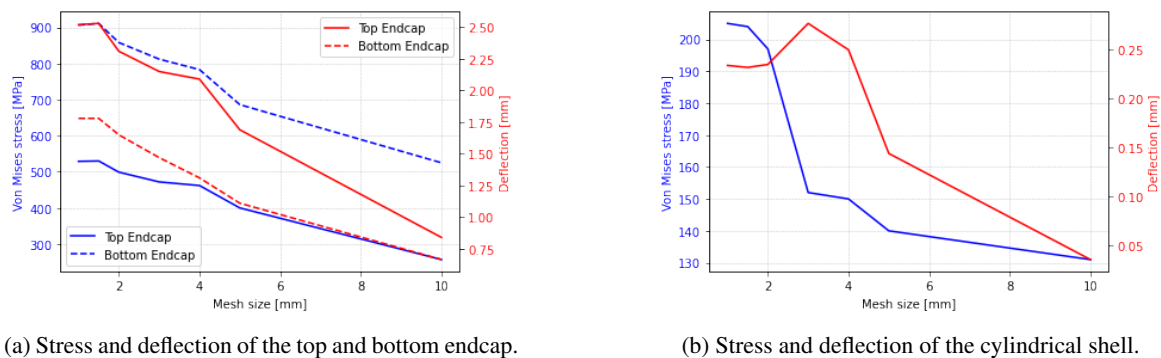 900
800
700
600
500
400
300
Von Mises stress [MPa]
Top Endcap
Bottom Endcap
Top Endcap
Bottom Endcap
2.50
2.25
2.00
1.75
1.50
1.25
1.00
0.75
Deflection [mm]
2 4 6 8 10
Mesh size [mm]
(a) Stress and deflection of the top and bottom endcap.
200
190
180
170
160
150
140
130
Von Mises stress [MPa]
0.25
0.20
0.15
0.10
0.05
Deflection [mm]
2 4 6 8 10
Mesh size [mm]
(b) Stress and deflection of the cylindrical shell.